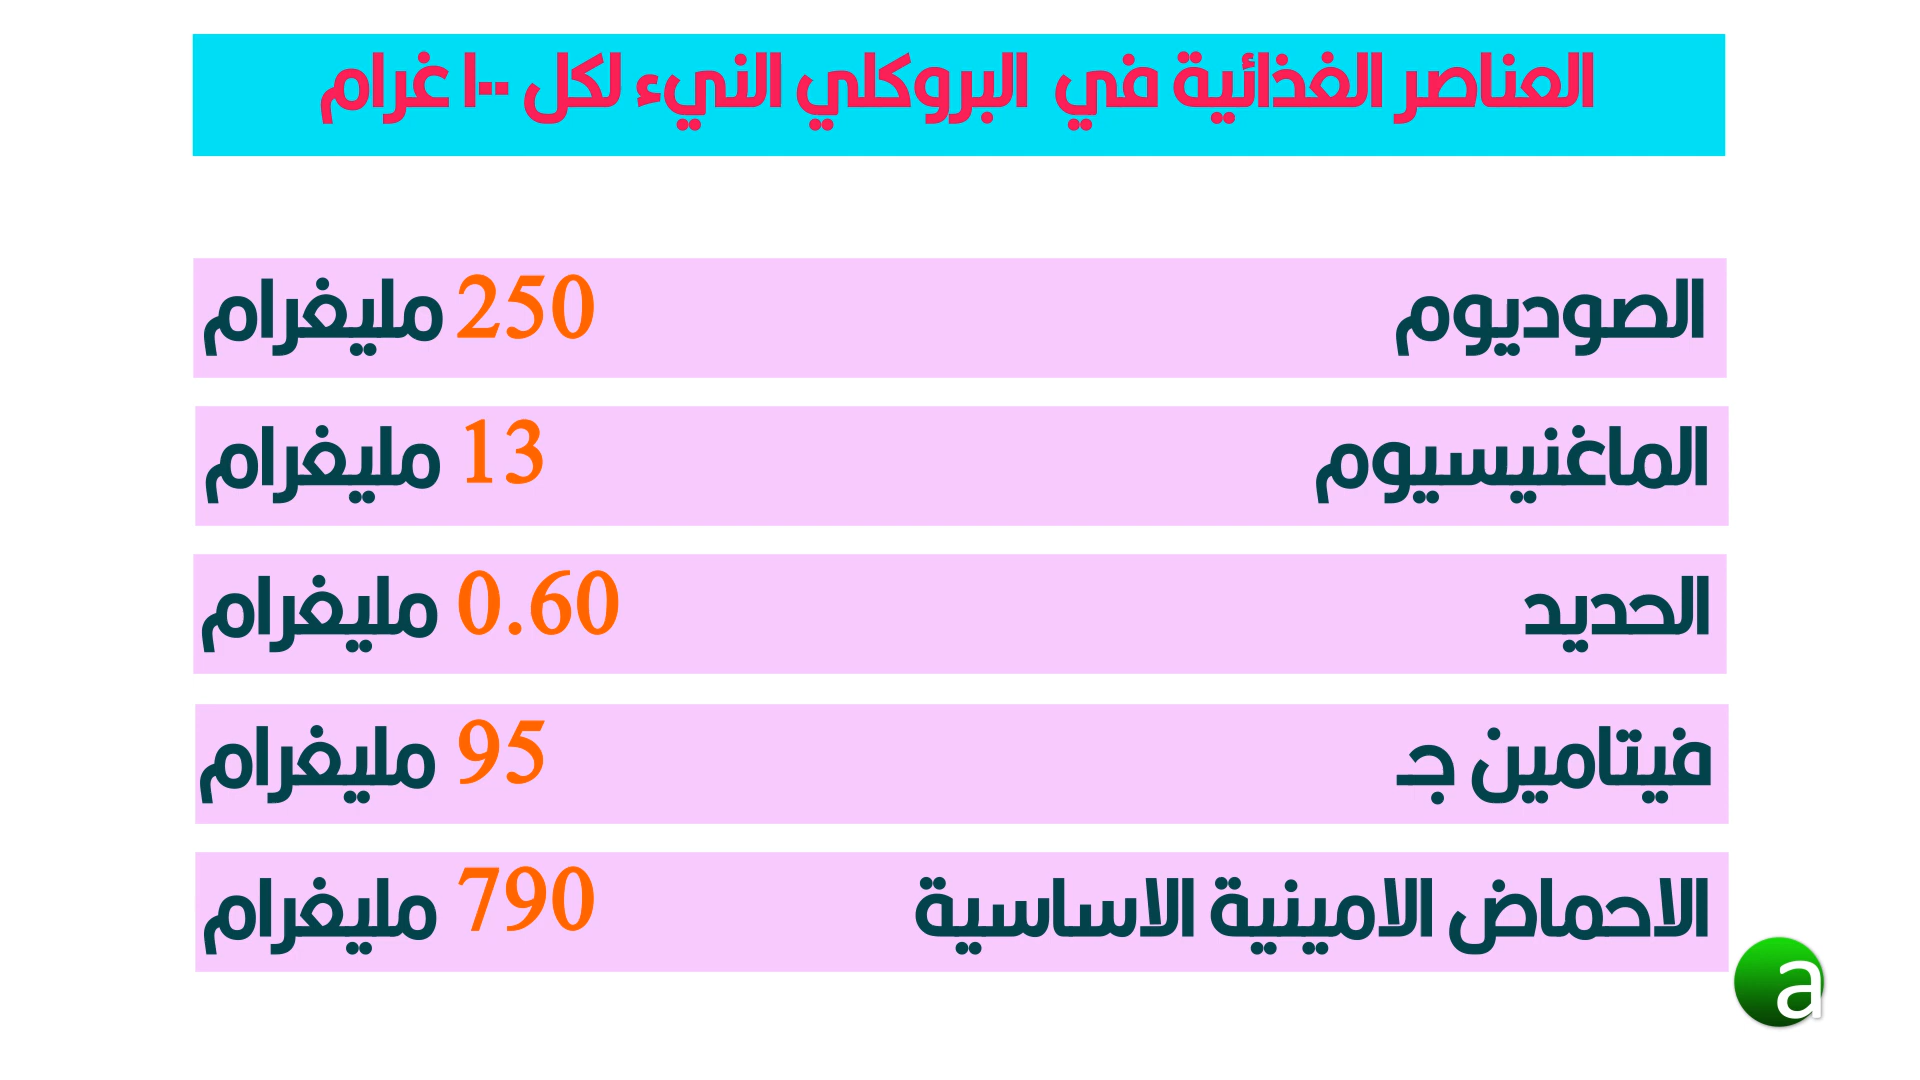 العناصر الغذائية في البروكلي النيء لكل ١٠٠ غرام
الصوديوم 250 مليغرام
الماغنيسيوم 13 مليغرام
الحديد 0.60 مليغرام
فيتامين جـ 95 مليغرام
الاحماض الامينية الاساسية 790 مليغرام
a